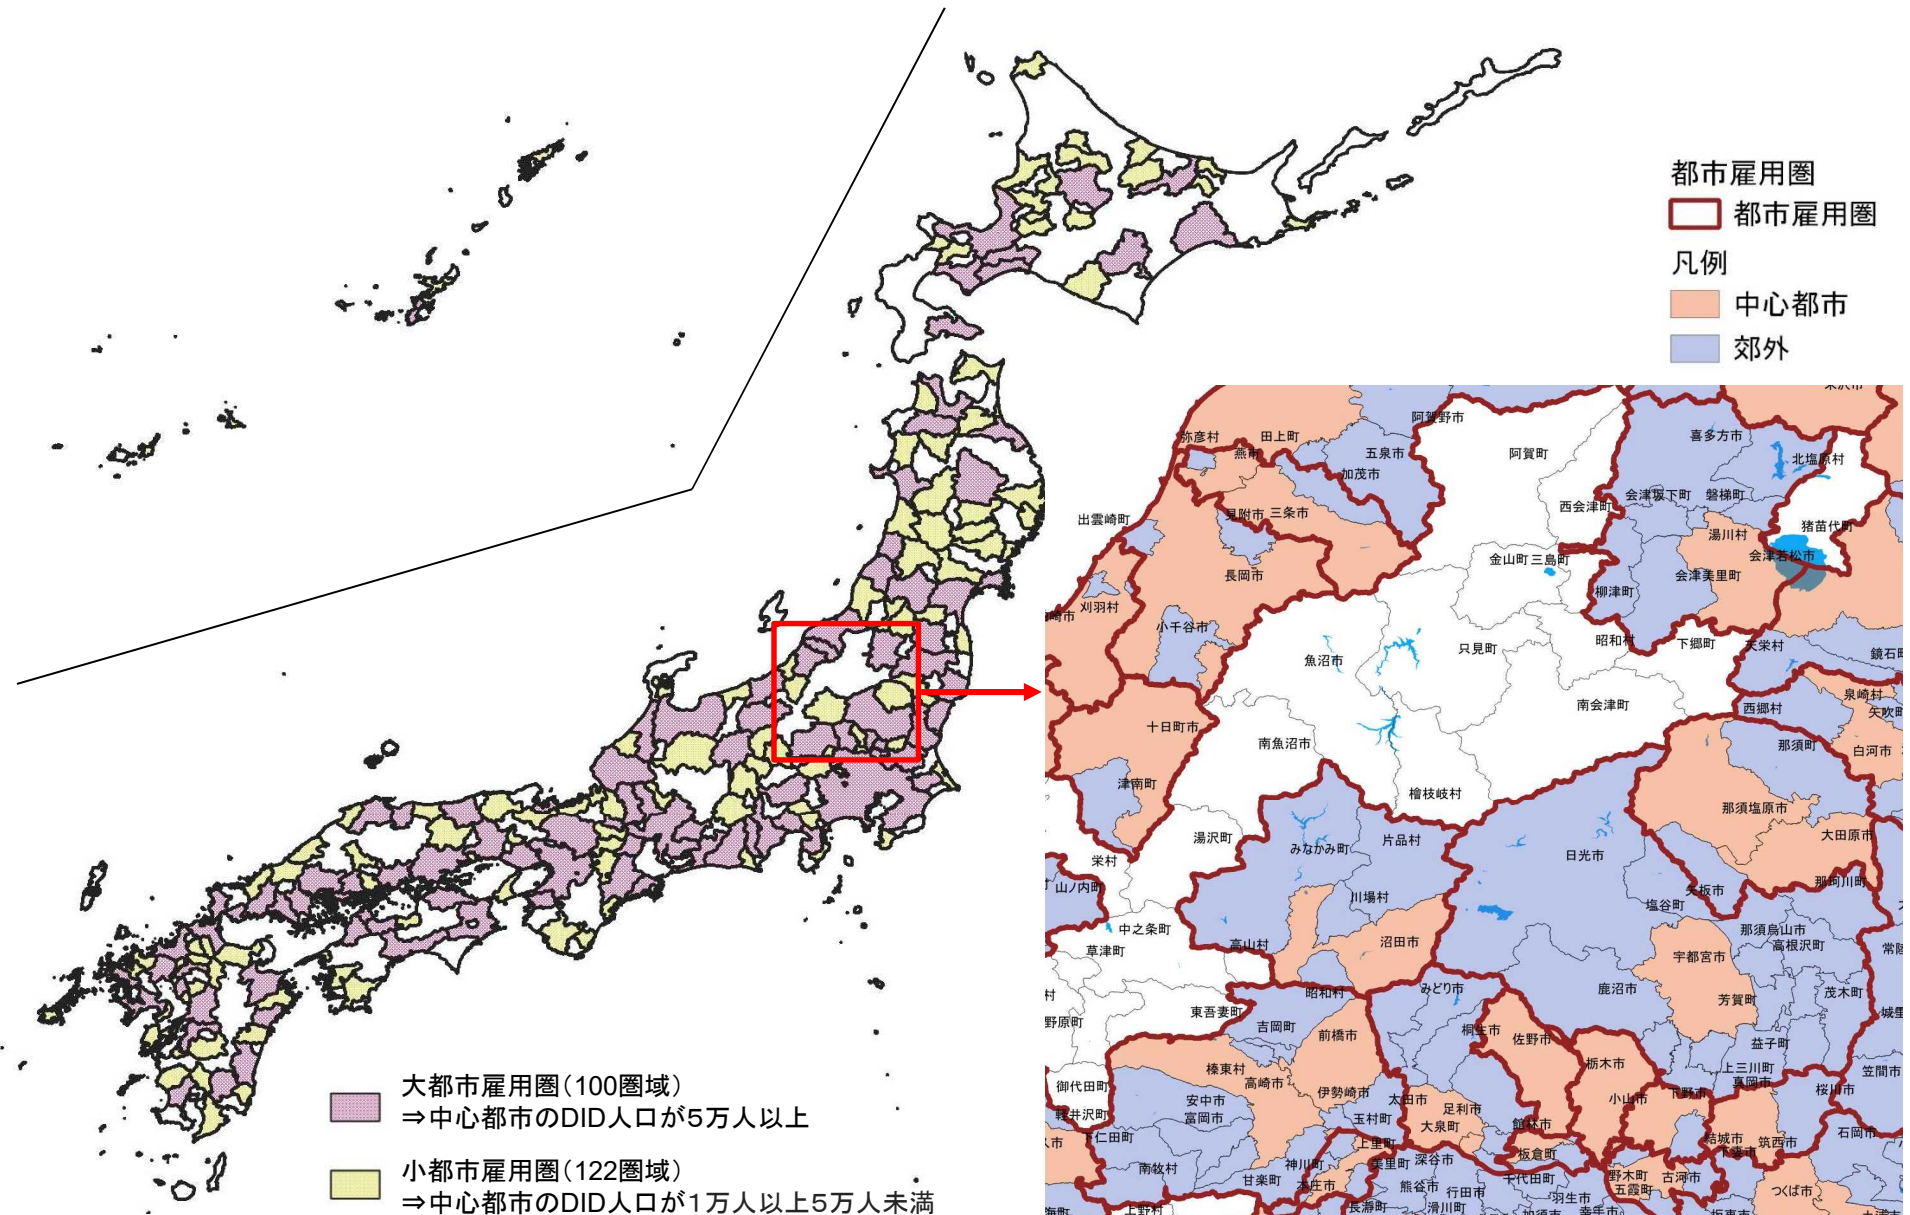 都市雇用圏
都市雇用圏
凡例
中心都市
郊外
大都市雇用圏(100圏域)
⇒中心都市のDID人口が5万人以上
小都市雇用圏(122圏域)
⇒中心都市のDID人口が1万人以上5万人未満
阿賀野市
弥彦村
田上町
喜多方市
燕市
五泉市
阿賀町
北塩原村
加茂市
会津坂下町
磐梯町
西会津町
出雲崎町
見附市
三条市
猪苗代町
湯川村
会津若松市
金山町
三島町
長岡市
会津美里町
柳津町
刈羽村
小千谷市
昭和村
下郷町
天栄村
只見町
魚沼市
泉崎村
南会津町
西郷村
十日町市
南魚沼市
那須町
白河市
津南町
檜枝岐村
那須塩原市
湯沢町
大田原市
みなかみ町
片品村
日光市
栄村
山ノ内町
川場村
矢板市
那珂川町
塩谷町
中之条町
沼田市
那須烏山市
高根沢町
高山村
草津町
宇都宮市
昭和村
みどり市
鹿沼市
芳賀町
茂木町
東吾妻町
吉岡町
前橋市
桐生市
佐野市
益子町
栃木市
榛東村
高崎市
上三川町
真岡市
笠間市
御代田町
安中市
伊勢崎市
太田市
小山市
下野市
桜川市
軽井沢町
富岡市
玉村町
足利市
大泉町
館林市
下仁田町
上里町
結城市
筑西市
石岡市
下妻市
南牧村
神川町
美里町
深谷市
板倉町
野木町
古河市
甘楽町
本庄市
熊谷市
行田市
千代田町
羽生市
五霞町
つくば市
上野村
長瀞町
滑川町